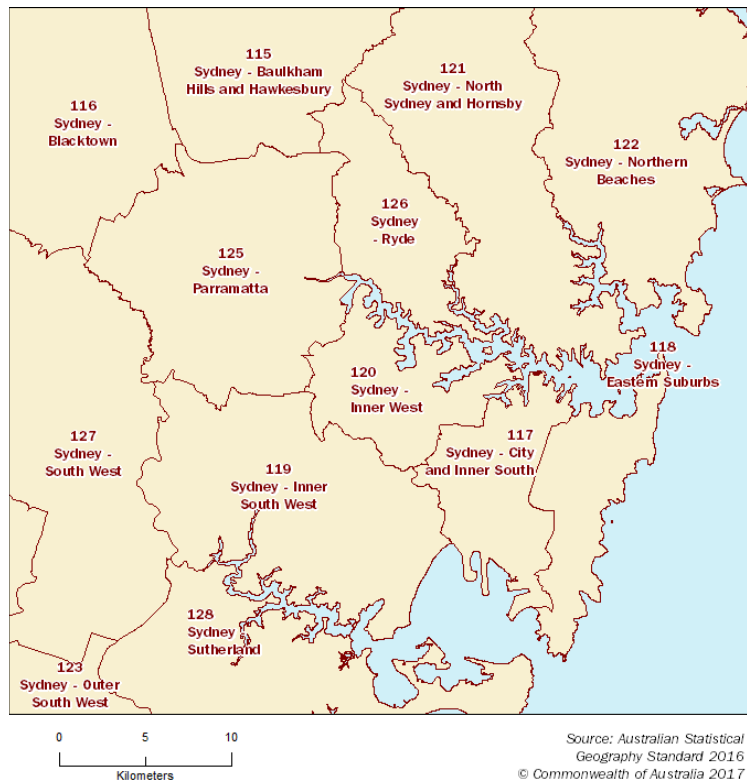 115
Sydney - Baulkham
Hills and Hawkesbury
121
Sydney - North
Sydney and Hornsby
116
Sydney -
Blacktown
122
Sydney - Northern
Beaches
126
Sydney
- Ryde
125
Sydney -
Parramatta
118
Sydney -
Eastern Suburbs
120
Sydney -
Inner West
127
Sydney -
South West
117
Sydney - City
and Inner South
119
Sydney - Inner
South West
128
Sydney -
Sutherland
123
Sydney - Outer
South West
0 5 10
Kilometers
Source: Australian Statistical
Geography Standard 2016
© Commonwealth of Australia 2017